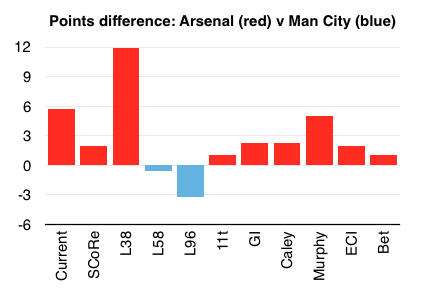 Points difference: Arsenal (red) v Man City (blue)
12
9
6
3
0
-3
-6
Current
SCoRe
L38
L58
L96
11t
GI
Caley
Murphy
ECI
Bet